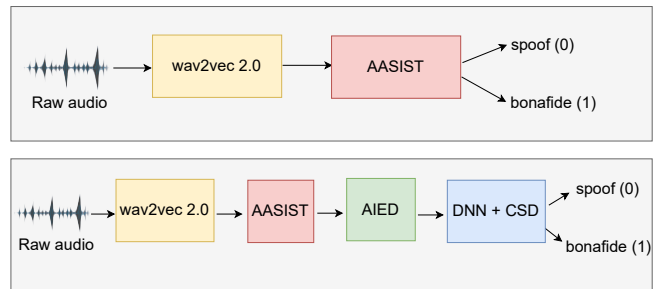 Raw audio
wav2vec 2.0
AASIST
spoof (0)
bonafide (1)
Raw audio
wav2vec 2.0
AASIST
AIED
DNN + CSD
spoof (0)
bonafide (1)